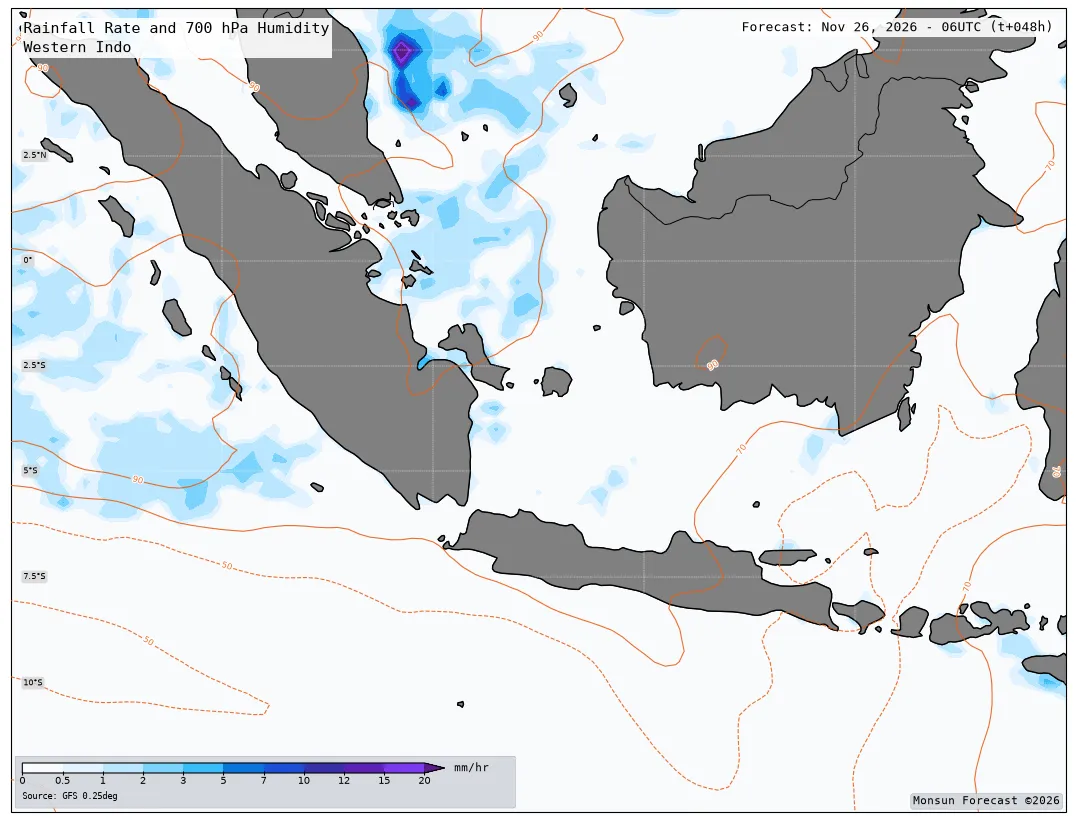 Rainfall Rate and 700 hPa Humidity
Western Indo
Forecast: Nov 26, 2026 - 06UTC (t+048h)
90
90
90
70
2.5°N
0°
2.5°S
90
70
5°S
90
70
50
7.5°S
70
50
10°S
mm/hr
0 0.5 1 2 3 5 7 10 12 15 20
Source: GFS 0.25deg
Monsun Forecast ©2026